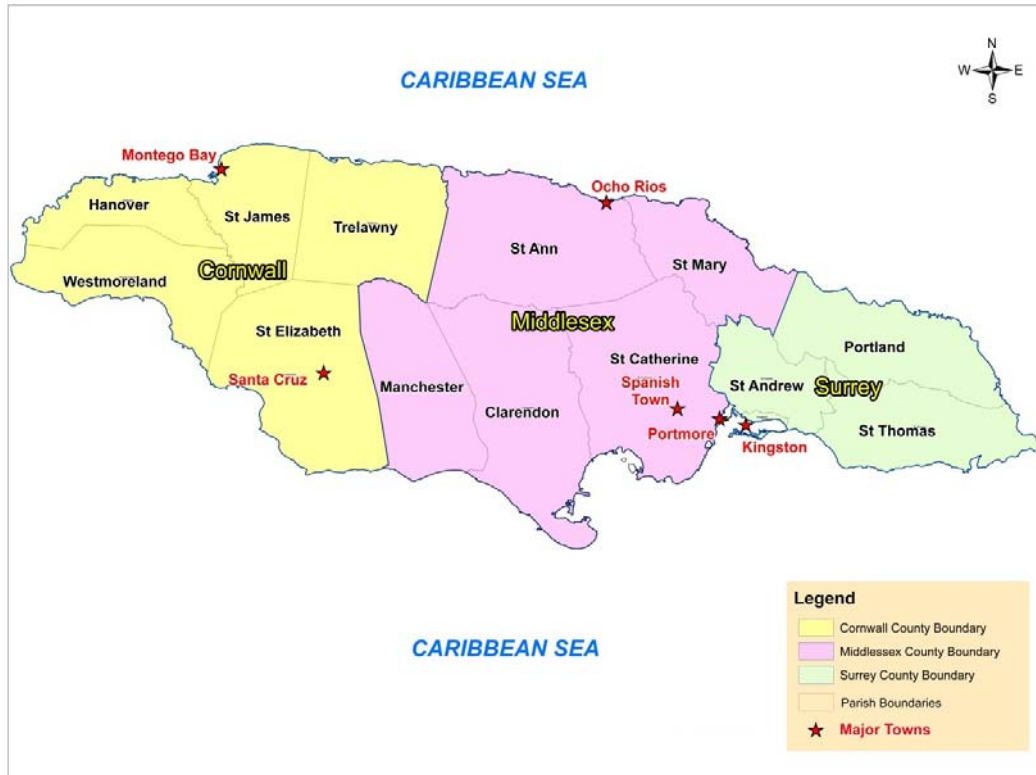 CARIBBEAN SEA
N
W
E
S
Montego Bay
Ocho Rios
Hanover
St James
Trelawny
St Ann
St Mary
Westmoreland
Cornwall
Middlesex
St Elizabeth
Santa Cruz
Manchester
Clarendon
St Catherine
Spanish
Town
Portmore
Portland
St Andrew
Surrey
St Thomas
Kingston
CARIBBEAN SEA
Legend
Cornwall County Boundary
Middlessex County Boundary
Surrey County Boundary
Parish Boundaries
Major Towns